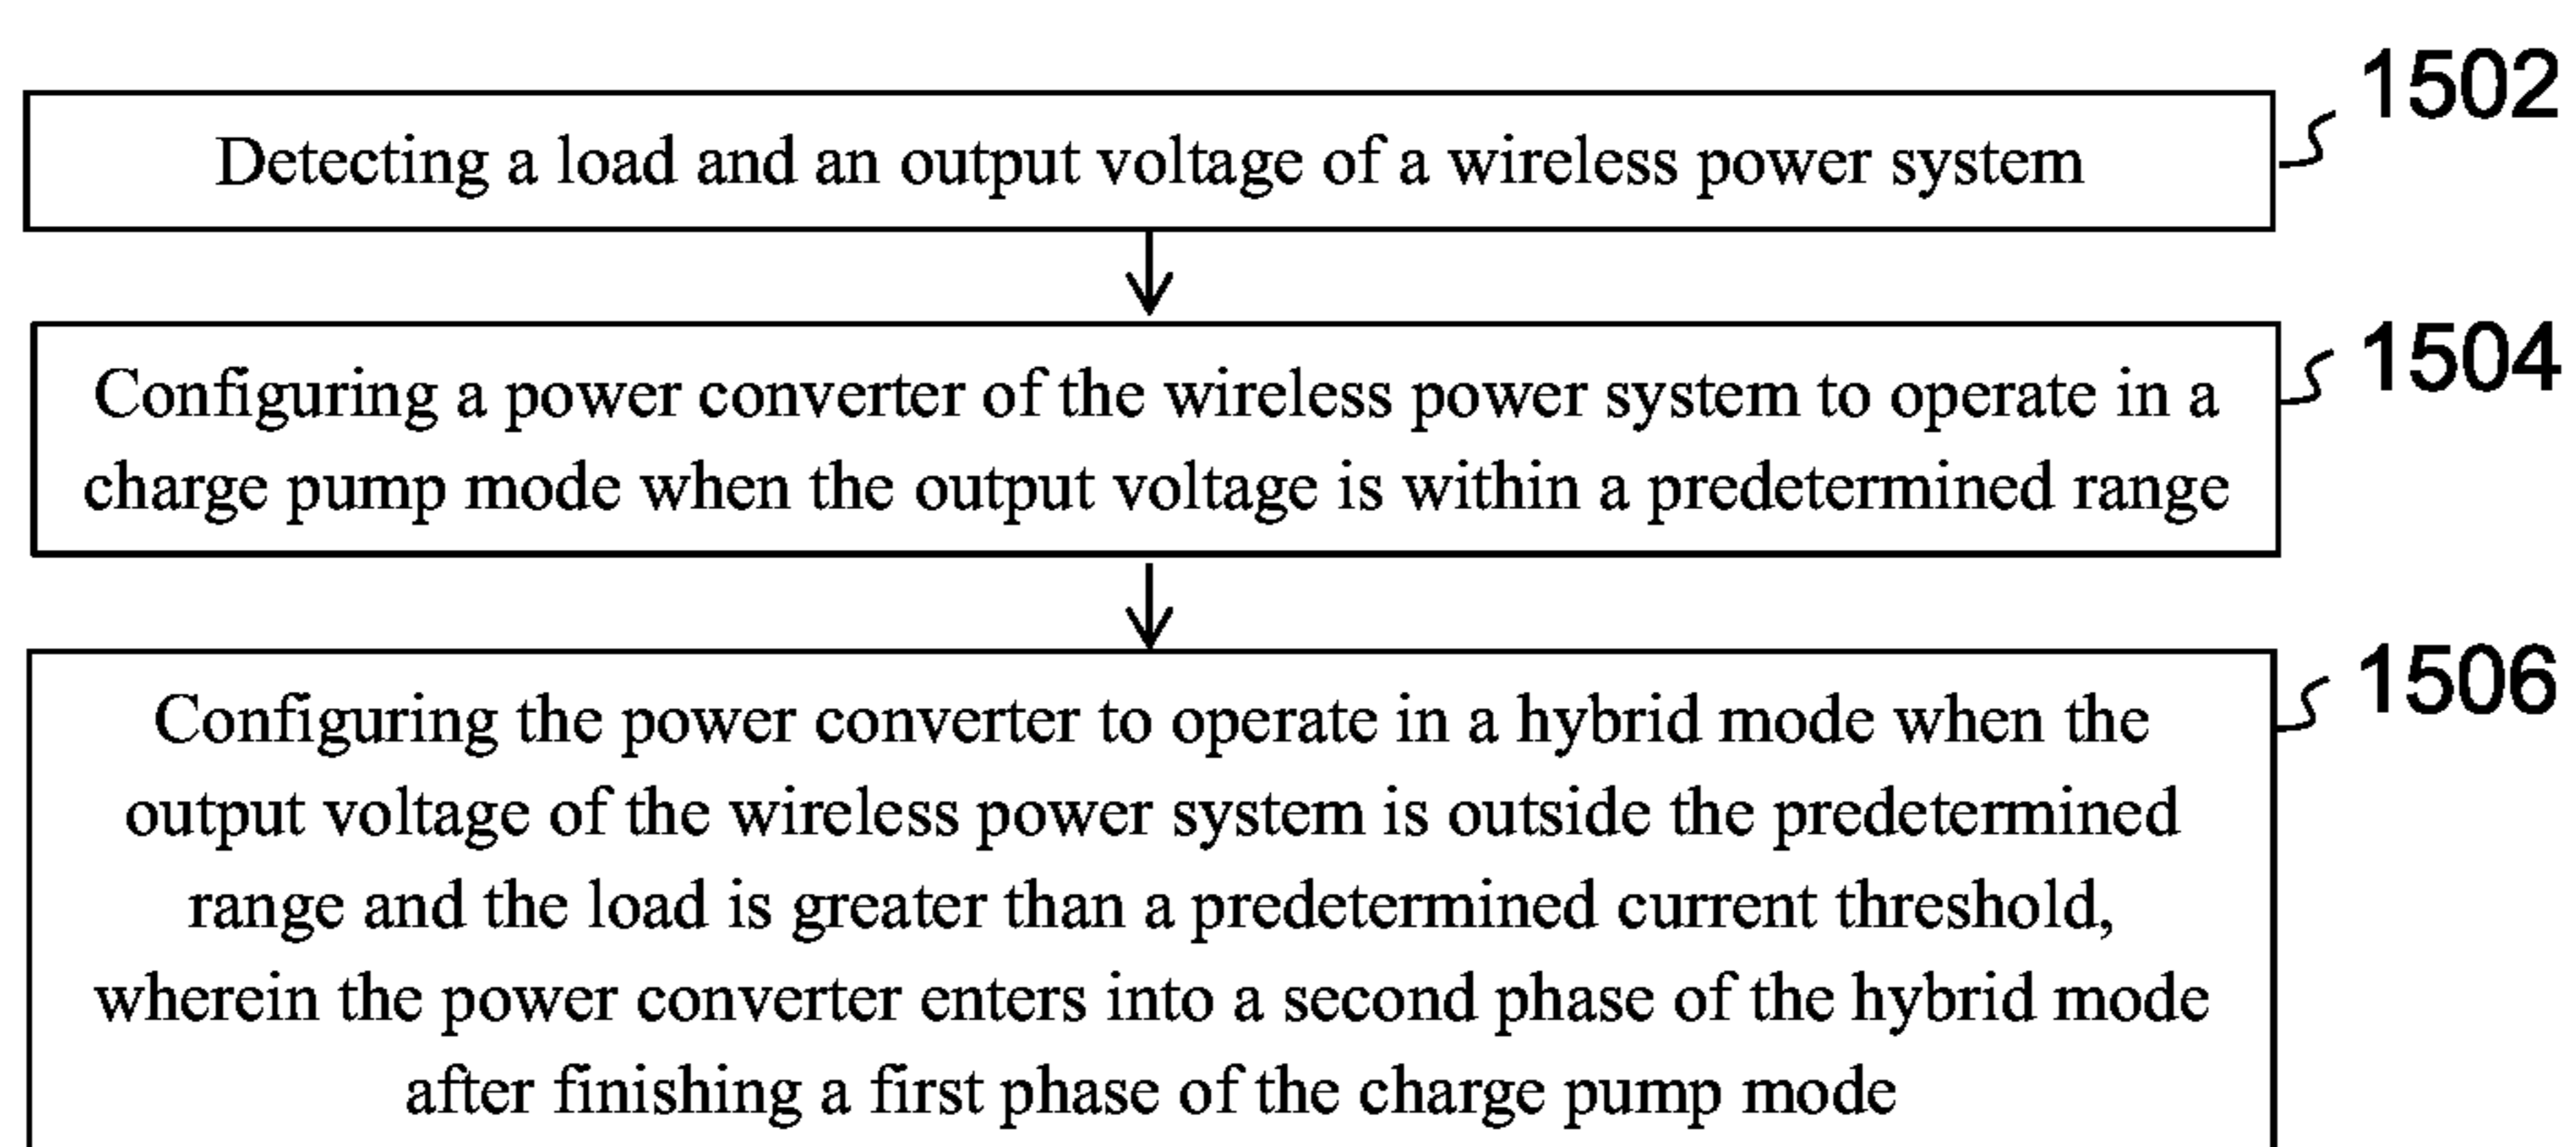 1502
Detecting a load and an output voltage of a wireless power system
1504
Configuring a power converter of the wireless power system to operate in a
charge pump mode when the output voltage is within a predetermined range
1506
Configuring the power converter to operate in a hybrid mode when the
output voltage of the wireless power system is outside the predetermined
range and the load is greater than a predetermined current threshold,
wherein the power converter enters into a second phase of the hybrid mode
after finishing a first phase of the charge pump mode